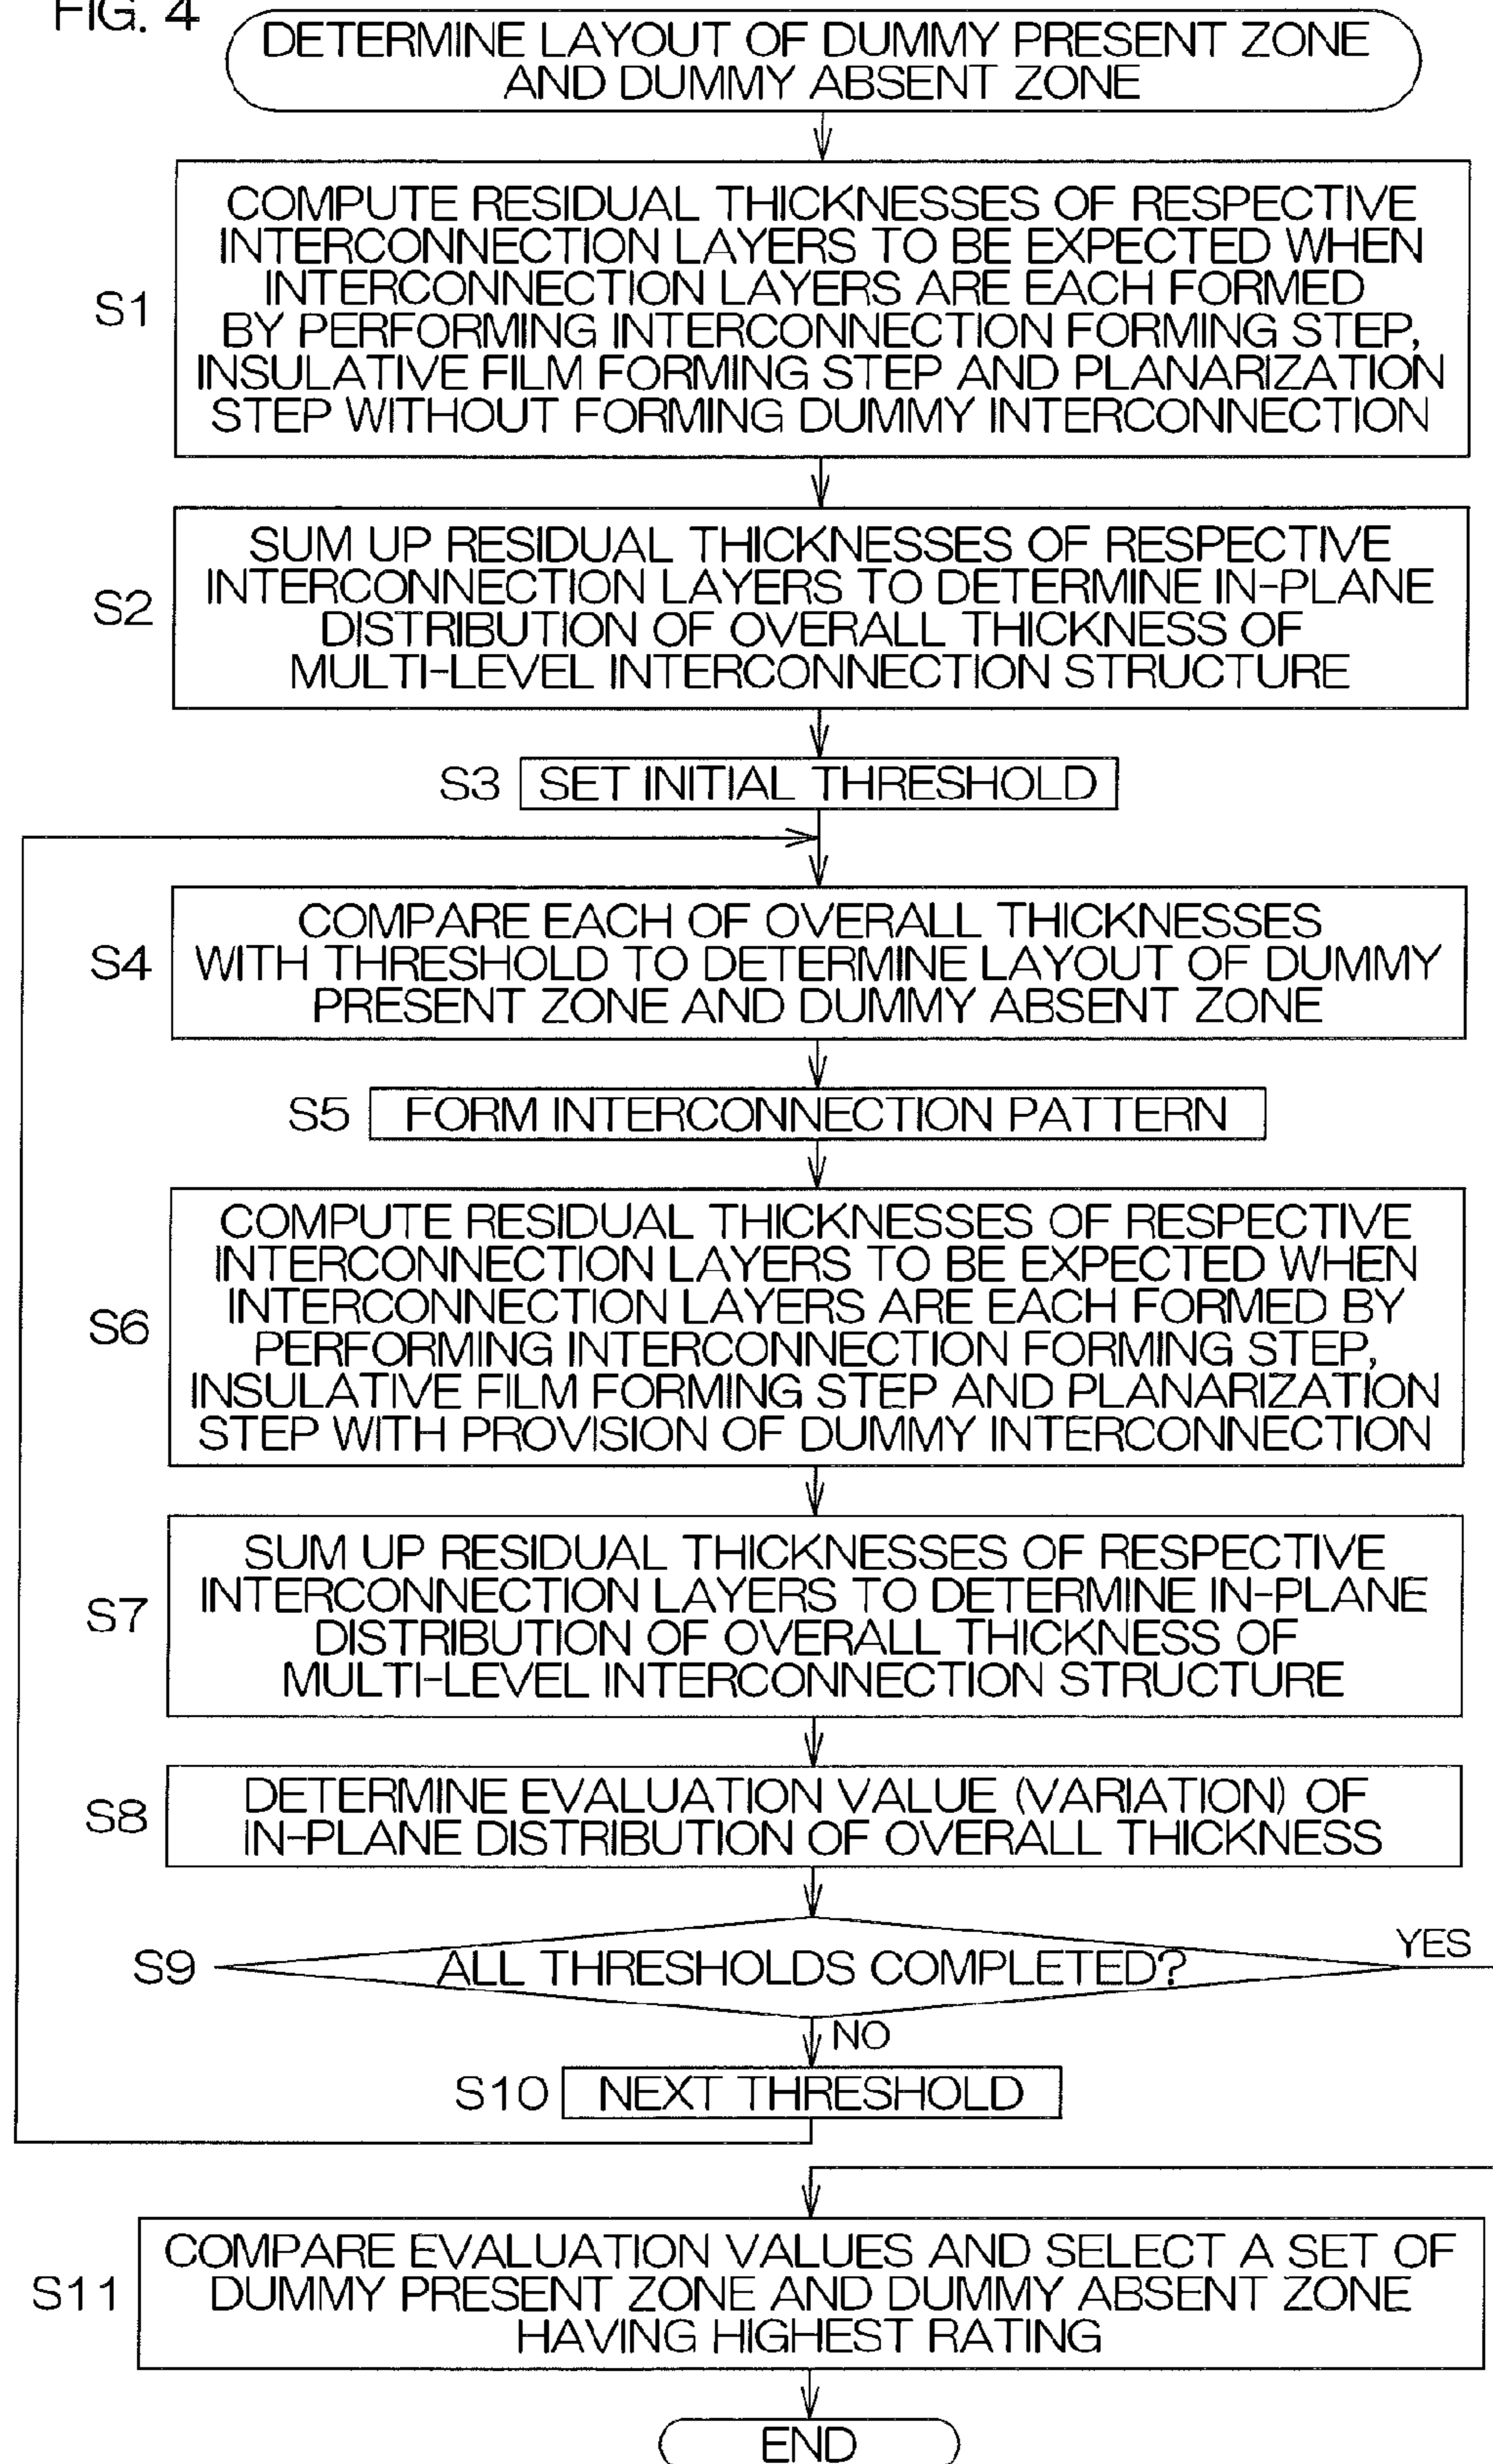 FIG. 4
DETERMINE LAYOUT OF DUMMY PRESENT ZONE
AND DUMMY ABSENT ZONE
S1
COMPUTE RESIDUAL THICKNESSES OF RESPECTIVE
INTERCONNECTION LAYERS TO BE EXPECTED WHEN
INTERCONNECTION LAYERS ARE EACH FORMED
BY PERFORMING INTERCONNECTION FORMING STEP,
INSULATIVE FILM FORMING STEP AND PLANARIZATION
STEP WITHOUT FORMING DUMMY INTERCONNECTION
S2
SUM UP RESIDUAL THICKNESSES OF RESPECTIVE
INTERCONNECTION LAYERS TO DETERMINE IN-PLANE
DISTRIBUTION OF OVERALL THICKNESS OF
MULTI-LEVEL INTERCONNECTION STRUCTURE
S3 SET INITIAL THRESHOLD
S4
COMPARE EACH OF OVERALL THICKNESSES
WITH THRESHOLD TO DETERMINE LAYOUT OF DUMMY
PRESENT ZONE AND DUMMY ABSENT ZONE
S5 FORM INTERCONNECTION PATTERN
S6
COMPUTE RESIDUAL THICKNESSES OF RESPECTIVE
INTERCONNECTION LAYERS TO BE EXPECTED WHEN
INTERCONNECTION LAYERS ARE EACH FORMED BY
PERFORMING INTERCONNECTION FORMING STEP,
INSULATIVE FILM FORMING STEP AND PLANARIZATION
STEP WITH PROVISION OF DUMMY INTERCONNECTION
S7
SUM UP RESIDUAL THICKNESSES OF RESPECTIVE
INTERCONNECTION LAYERS TO DETERMINE IN-PLANE
DISTRIBUTION OF OVERALL THICKNESS OF
MULTI-LEVEL INTERCONNECTION STRUCTURE
S8
DETERMINE EVALUATION VALUE (VARIATION) OF
IN-PLANE DISTRIBUTION OF OVERALL THICKNESS
S9 ALL THRESHOLDS COMPLETED?
YES
NO
S10 NEXT THRESHOLD
S11
COMPARE EVALUATION VALUES AND SELECT A SET OF
DUMMY PRESENT ZONE AND DUMMY ABSENT ZONE
HAVING HIGHEST RATING
END